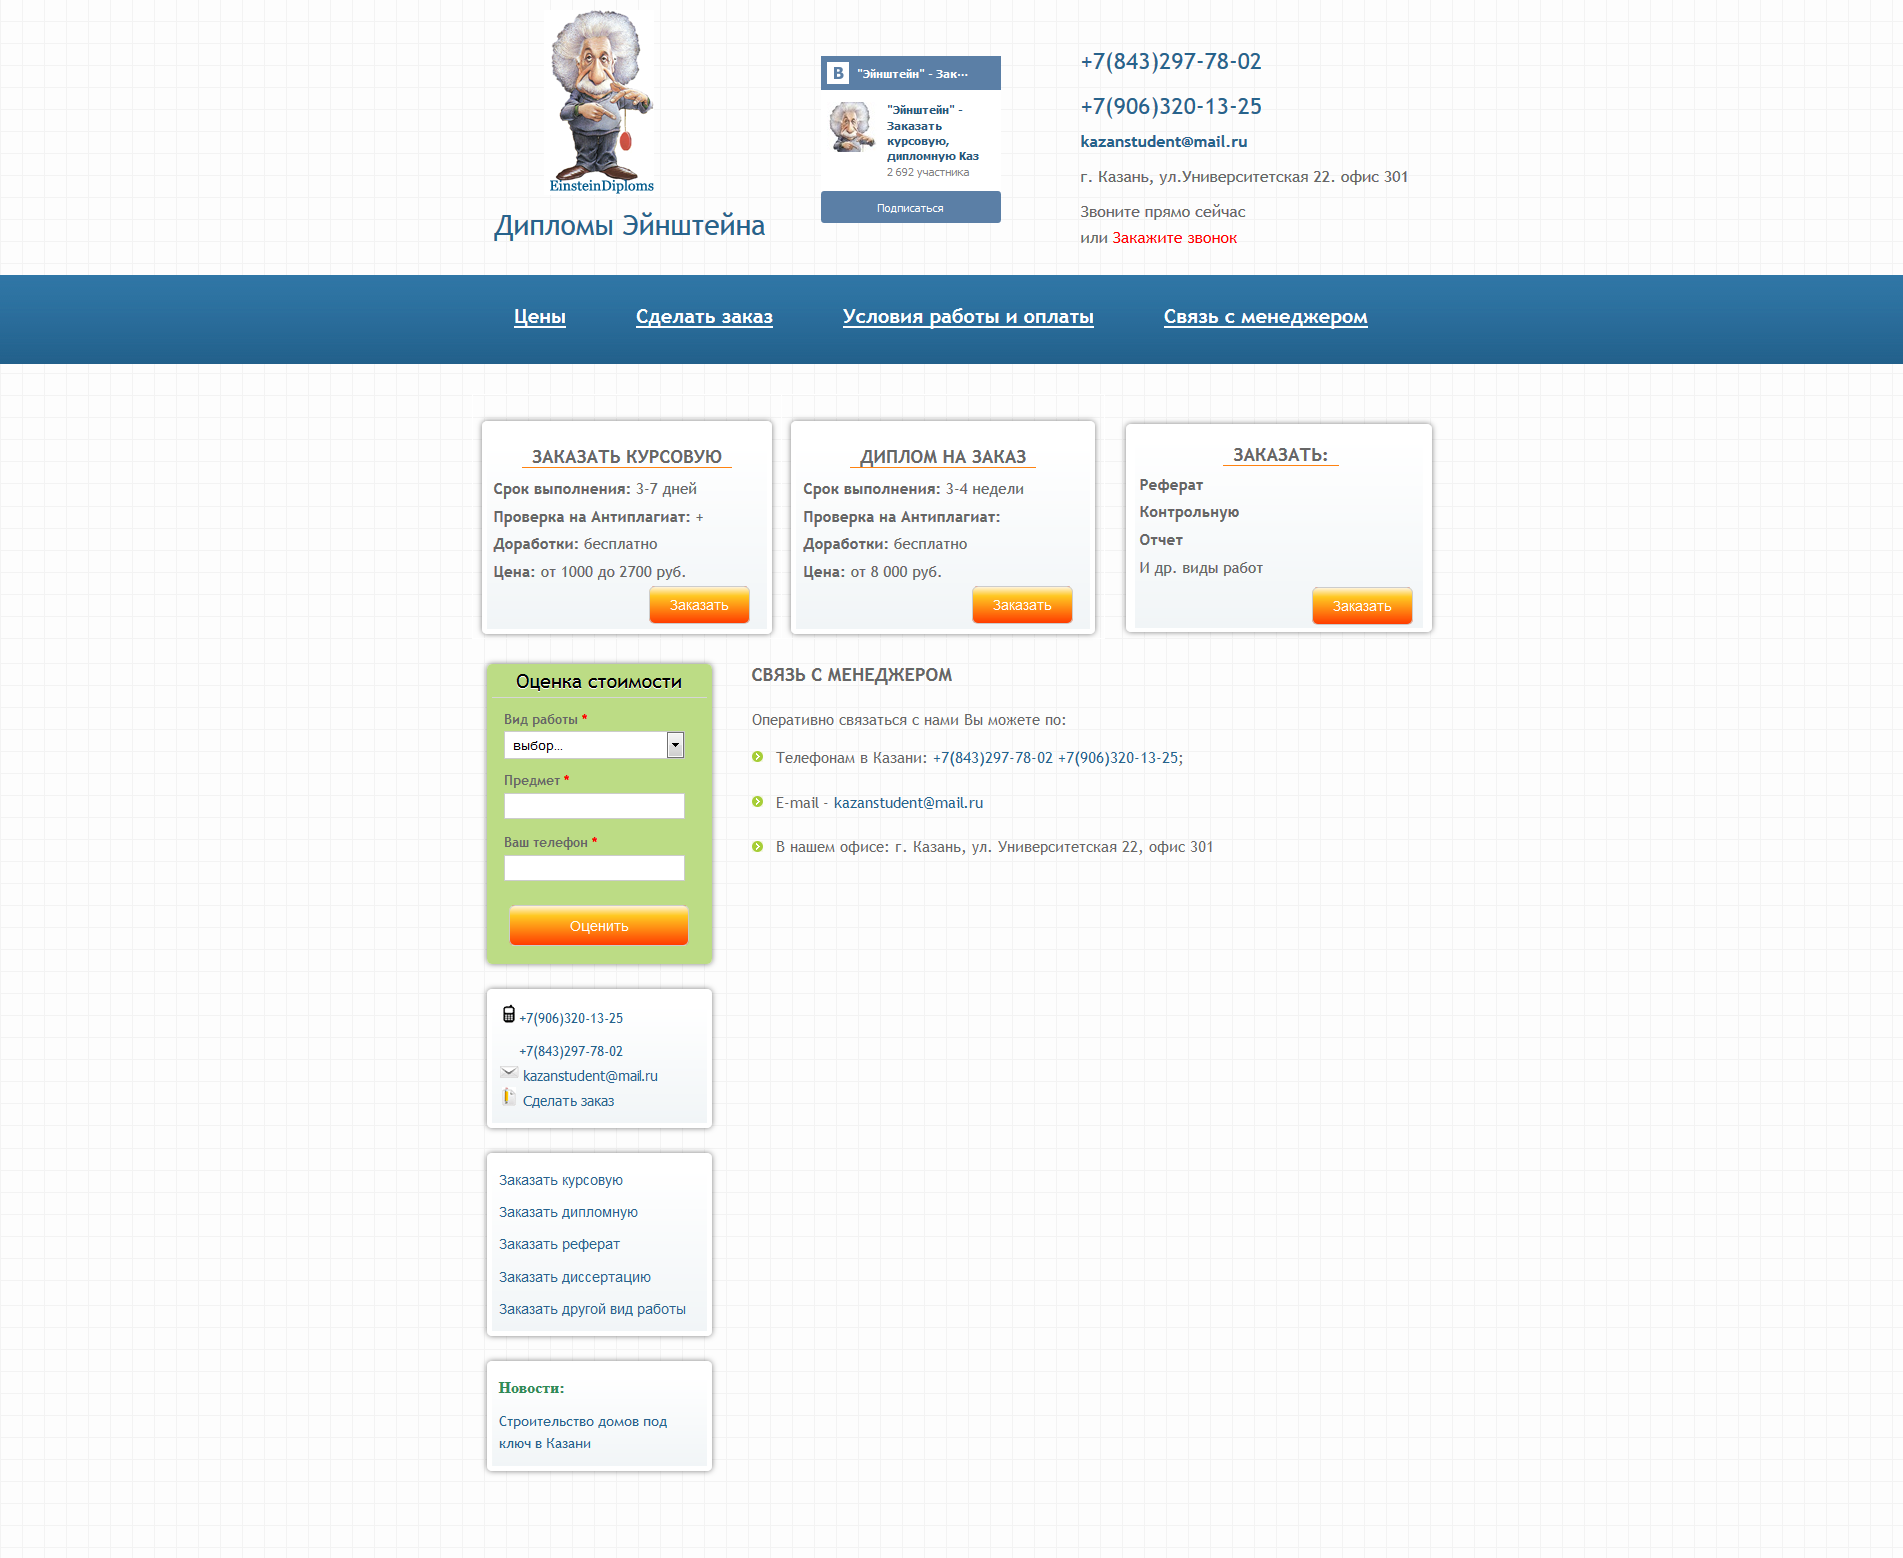 EinsteinDiploms
Дипломы Эйнштейна
В "Эйнштейн" - Зак...
"Эйнштейн" -
Заказать
курсовую,
дипломную Каз
2 692 участника
Подписаться
+7(843)297-78-02
+7(906)320-13-25
kazanstudent@mail.ru
г. Казань, ул.Университетская 22. офис 301
Звоните прямо сейчас
или Закажите звонок
Цены
Сделать заказ
Условия работы и оплаты
Связь с менеджером
ЗАКАЗАТЬ КУРСОВУЮ
Срок выполнения: 3-7 дней
Проверка на Антиплагиат: +
Доработки: бесплатно
Цена: от 1000 до 2700 руб.
Заказать
ДИПЛОМ НА ЗАКАЗ
Срок выполнения: 3-4 недели
Проверка на Антиплагиат:
Доработки: бесплатно
Цена: от 8 000 руб.
Заказать
ЗАКАЗАТЬ:
Реферат
Контрольную
Отчет
И др. виды работ
Заказать
Оценка стоимости
Вид работы *
выбор...
Предмет *
Ваш телефон *
Оценить
+7(906)320-13-25
+7(843)297-78-02
kazanstudent@mail.ru
Сделать заказ
Заказать курсовую
Заказать дипломную
Заказать реферат
Заказать диссертацию
Заказать другой вид работы
Новости:
Строительство домов под
ключ в Казани
СВЯЗЬ С МЕНЕДЖЕРОМ
Оперативно связаться с нами Вы можете по:
Телефонам в Казани: +7(843)297-78-02 +7(906)320-13-25;
E-mail - kazanstudent@mail.ru
В нашем офисе: г. Казань, ул. Университетская 22, офис 301